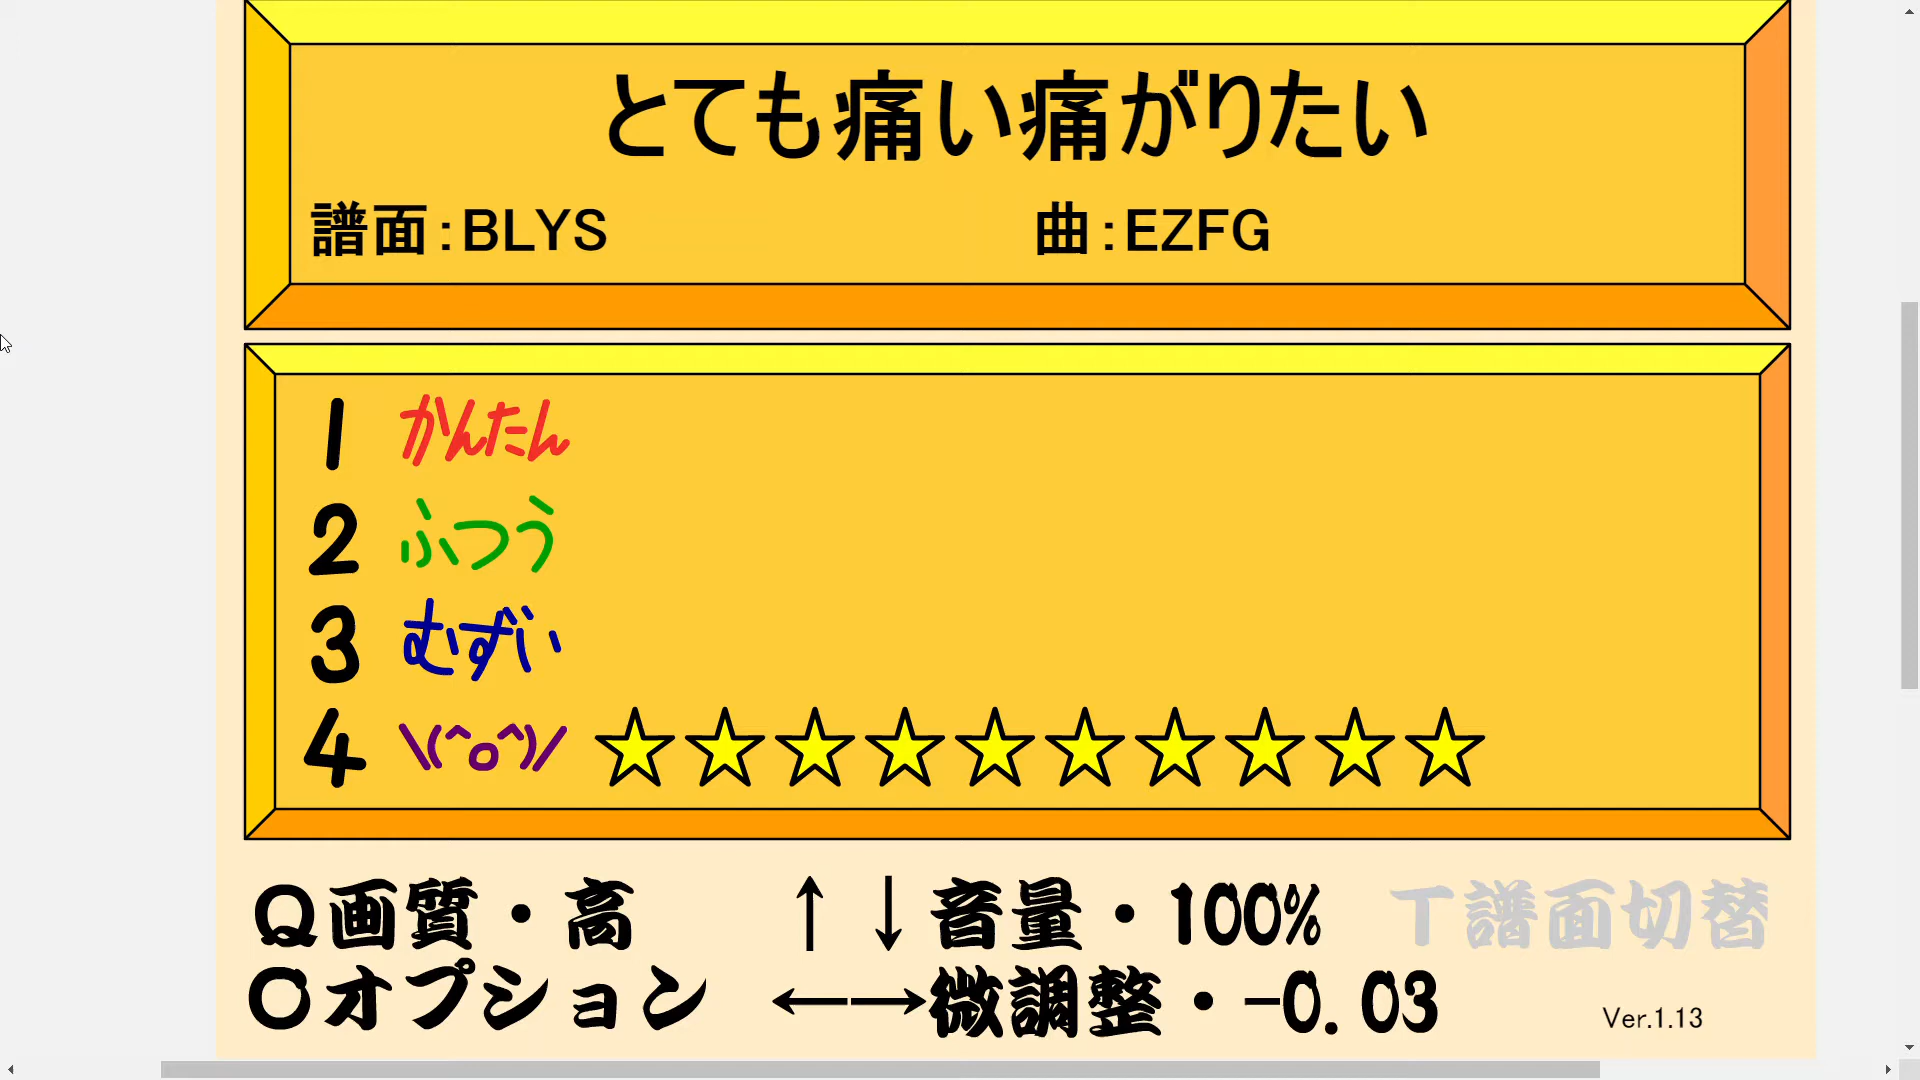 とても痛い痛がりたい
譜面:BLYS 曲:EZFG
1 かんたん
2 ふつう
3 むずい
4 \(^o^)/ ☆☆☆☆☆☆☆☆☆☆
Q画質・高 ↑↓音量・100% T譜面切替
Oオプション ←→微調整・-0.03 Ver.1.13